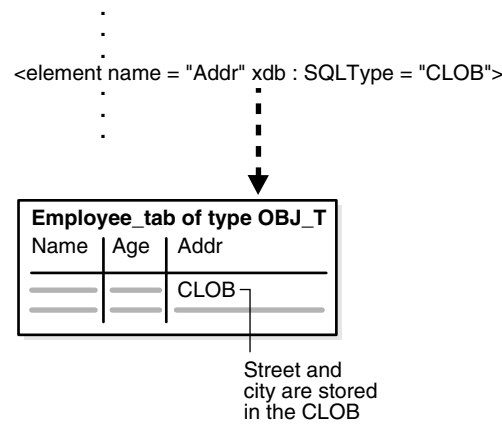 <element name = "Addr" xdb : SQLType = "CLOB">
Employee_tab of type OBJ_T
Name Age Addr
CLOB
Street and
city are stored
in the CLOB